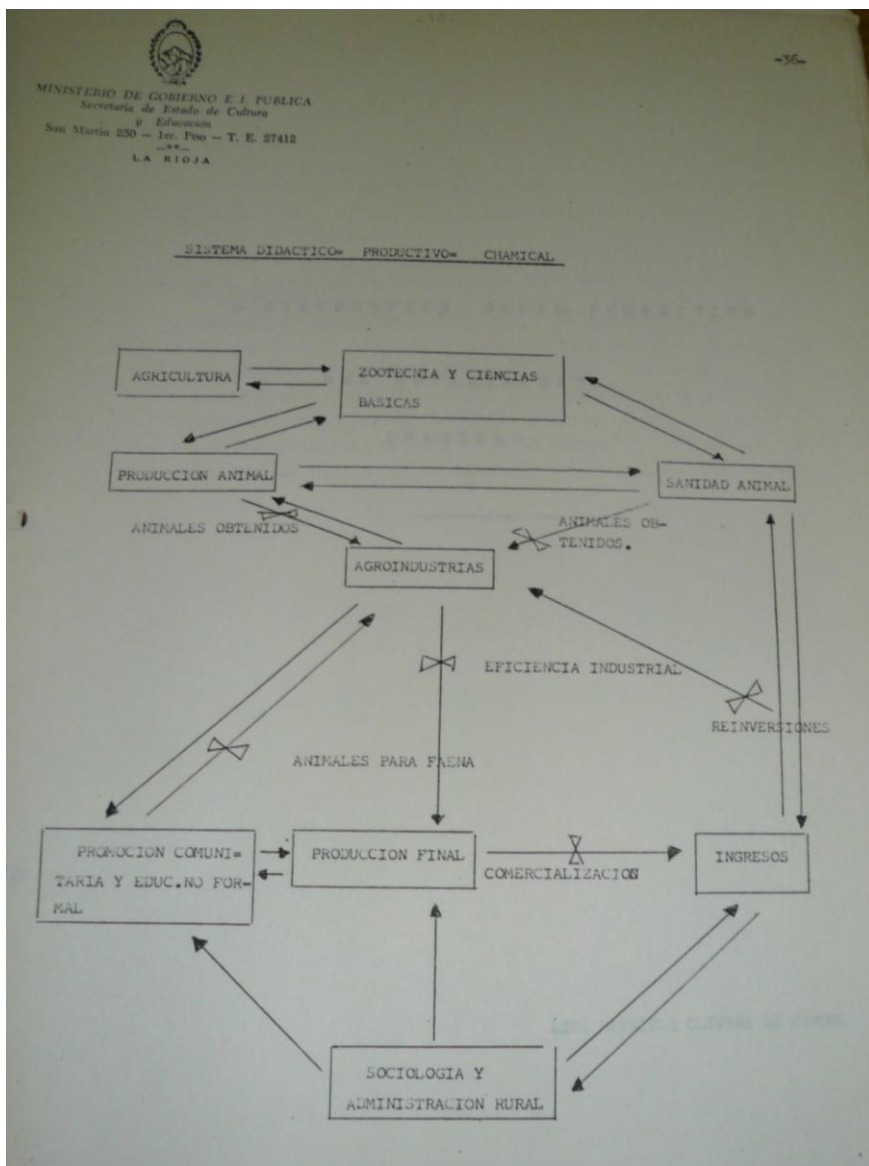 -36-
MINISTERIO DE GOBIERNO E I. PUBLICA
Secretaria de Estado de Cultura
y Educación
San Martín 250 — 1er. Piso — T. E. 27412
LA RIOJA
SISTEMA DIDACTICO= PRODUCTIVO= CHAMICAL
AGRICULTURA
ZOOTECNIA Y CIENCIAS
BASICAS
PRODUCCION ANIMAL
SANIDAD ANIMAL
ANIMALES OBTENIDOS
ANIMALES OB-
TENIDOS.
AGROINDUSTRIAS
EFICIENCIA INDUSTRIAL
REINVERSIONES
ANIMALES PARA FAENA
PROMOCION COMUNI=
TARIA Y EDUC.NO FOR-
MAL
PRODUCCION FINAL
COMERCIALIZACION
INGRESOS
SOCIOLOGIA Y
ADMINISTRACION RURAL